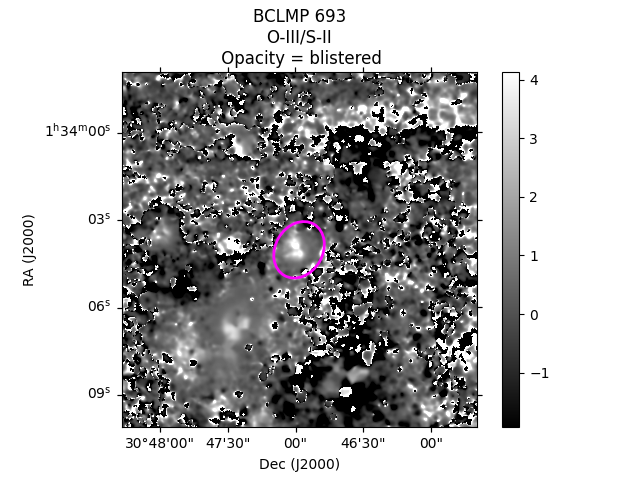 BCLMP 693
O-III/S-II
Opacity = blistered
1ʰ34ᵐ00ˢ
03ˢ
06ˢ
09ˢ
RA (J2000)
30°48'00" 47'30" 00" 46'30" 00"
Dec (J2000)
4
3
2
1
0
−1